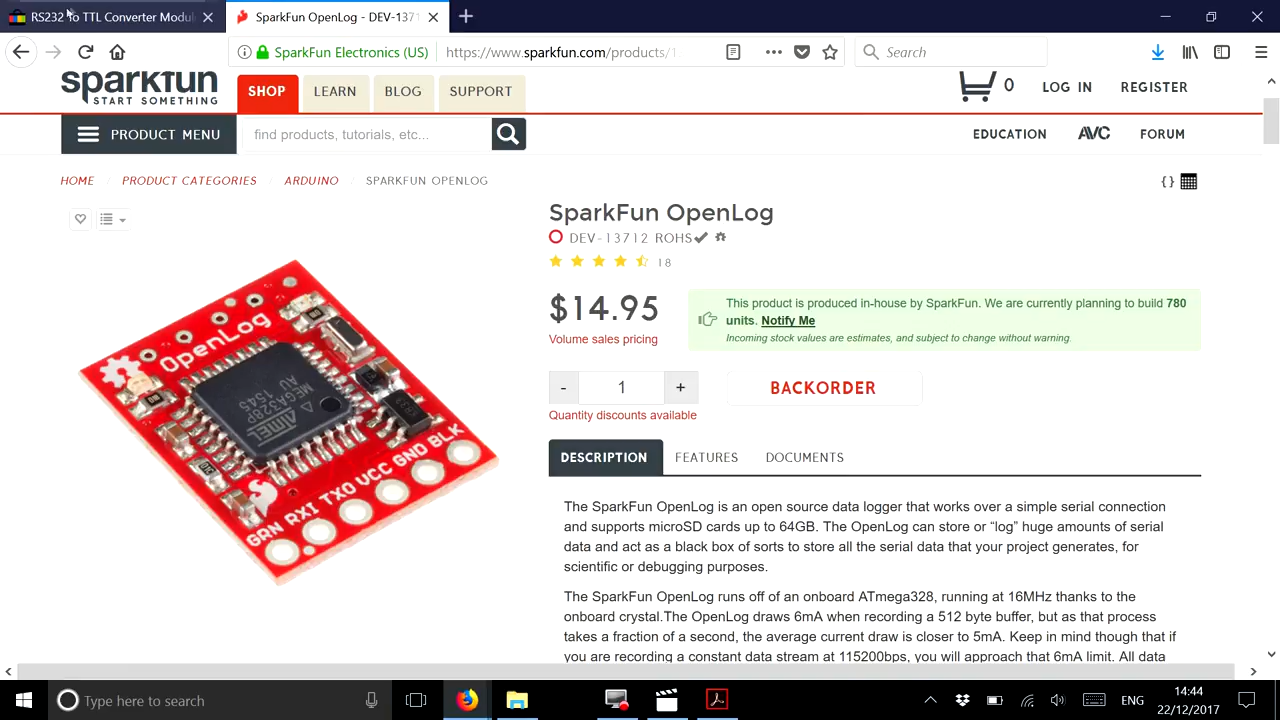 RS232 To TTL Converter Modul
SparkFun OpenLog - DEV-1371
SparkFun Electronics (US)
https://www.sparkfun.com/products/1
Search
sparkfun
START SOMETHING
SHOP
LEARN
BLOG
SUPPORT
0
LOG IN
REGISTER
PRODUCT MENU
find products, tutorials, etc...
EDUCATION
AVC
FORUM
HOME / PRODUCT CATEGORIES / ARDUINO / SPARKFUN OPENLOG
{ }
SparkFun OpenLog
DEV-13712 ROHS
18
$14.95
Volume sales pricing
This product is produced in-house by SparkFun. We are currently planning to build 780
units. Notify Me
Incoming stock values are estimates, and subject to change without warning.
- 1 +
BACKORDER
Quantity discounts available
OpenLog
ATMEL
MEGA328P
AU 1545
GRN RXI TXO VCC GND BLK
DESCRIPTION
FEATURES
DOCUMENTS
The SparkFun OpenLog is an open source data logger that works over a simple serial connection
and supports microSD cards up to 64GB. The OpenLog can store or “log” huge amounts of serial
data and act as a black box of sorts to store all the serial data that your project generates, for
scientific or debugging purposes.
The SparkFun OpenLog runs off of an onboard ATmega328, running at 16MHz thanks to the
onboard crystal.The OpenLog draws 6mA when recording a 512 byte buffer, but as that process
takes a fraction of a second, the average current draw is closer to 5mA. Keep in mind though that if
you are recording a constant data stream at 115200bps, you will approach that 6mA limit. All data
Type here to search
ENG
14:44
22/12/2017